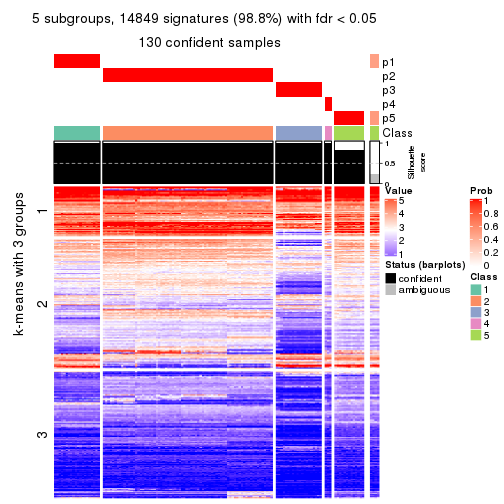 5 subgroups, 14849 signatures (98.8%) with fdr < 0.05
130 confident samples
p1
p2
p3
p4
p5
Class
1
0.5
0
Silhouette
score
k-means with 3 groups
1
2
3
Value
5
4
3
2
1
Prob
1
0.8
0.6
0.4
0.2
0
Status (barplots)
confident
ambiguous
Class
1
2
3
4
5